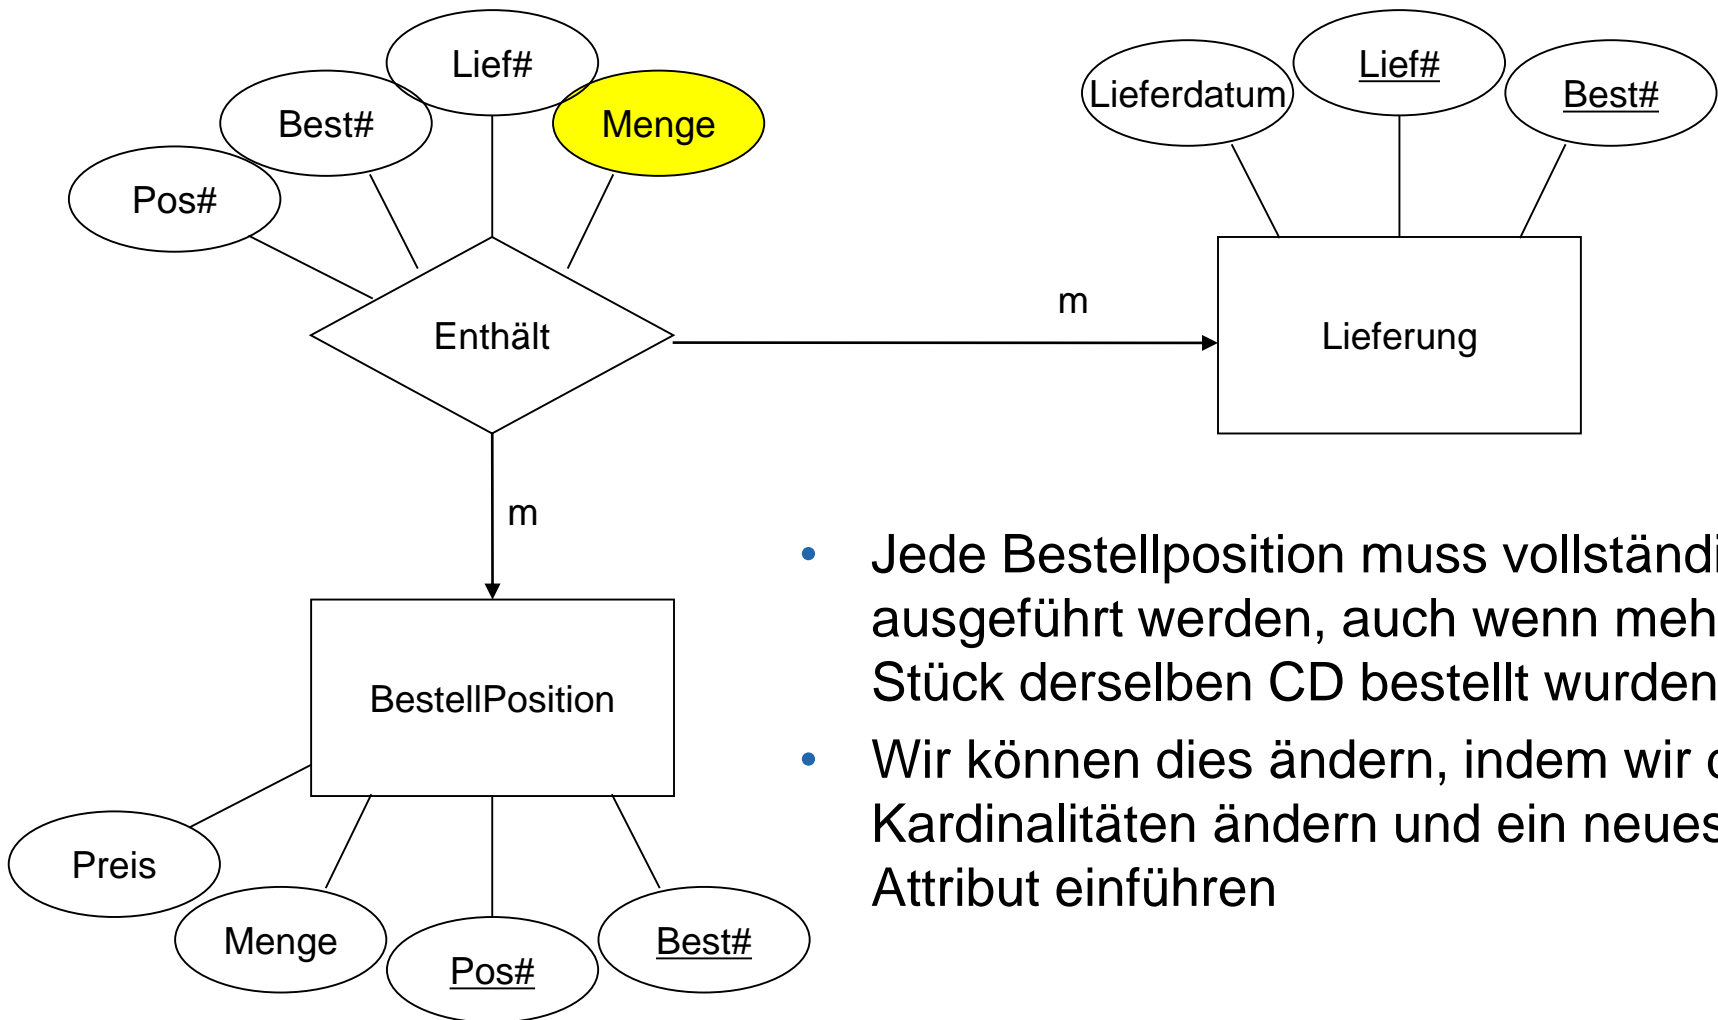 Lief#
Best#
Menge
Pos#
Enthält
m
Lieferdatum
Lief#
Best#
Lieferung
m
BestellPosition
Preis
Menge
Pos#
Best#
• Jede Bestellposition muss
ausgeführt werden, auch wenn
Stück derselben CD bestellt wurden
• Wir können dies ändern, indem wir
Kardinalitäten ändern und ein neues
Attribut einführen